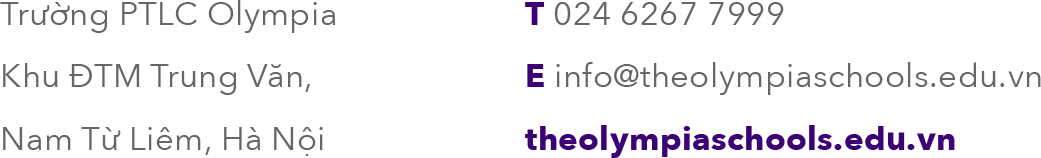 Trường PTLC Olympia
Khu ĐTM Trung Văn,
Nam Từ Liêm, Hà Nội
T 024 6267 7999
E info@theolympiaschools.edu.vn
theolympiaschools.edu.vn